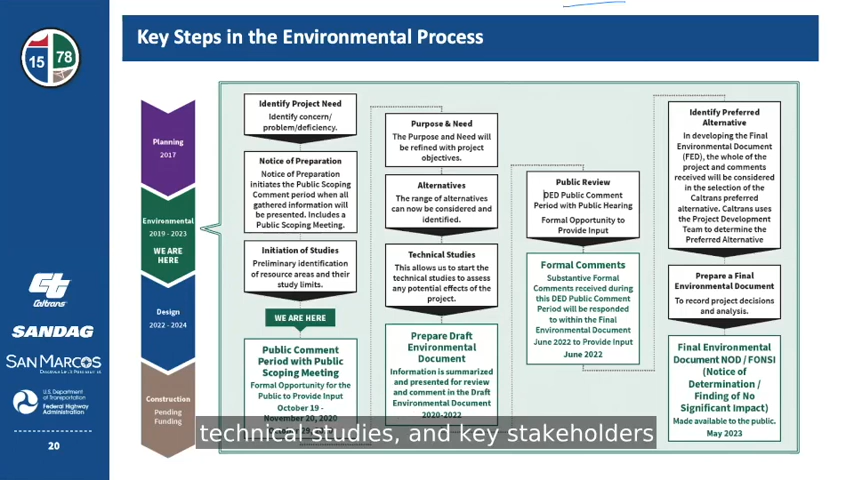 Key Steps in the Environmental Process
15
78
Caltrans
SANDAG
SAN MARCOS
U.S. Department
of Transportation
Federal Highway
Administration
20
Planning
2017
Environmental
2019 - 2023
WE ARE
HERE
Design
2022 - 2024
Construction
Pending
Funding
Identify Project Need
Identify concern/
problem/deficiency.
Notice of Preparation
Notice of Preparation
initiates the Public Scoping
Comment period when all
gathered information will
be presented. Includes a
Public Scoping Meeting.
Initiation of Studies
Preliminary identification
of resource areas and their
study limits.
WE ARE HERE
Public Comment
Period with Public
Scoping Meeting
Formal Opportunity for the
Public to Provide Input
October 19 -
November 20, 2020
Purpose & Need
The Purpose and Need will
be refined with project
objectives.
Alternatives
The range of alternatives
can now be considered and
identified.
Technical Studies
This allows us to start the
technical studies to assess
any potential effects of the
project.
Prepare Draft
Environmental
Document
Information is summarized
and presented for review
and comment in the Draft
Environmental Document
2020-2022
Public Review
DED Public Comment
Period with Public Hearing
Formal Opportunity to
Provide Input
Formal Comments
Substantive Formal
Comments received during
this DED Public Comment
Period will be responded
to within the Final
Environmental Document
June 2022 to Provide Input
June 2022
Identify Preferred
Alternative
In developing the Final
Environmental Document
(FED), the whole of the
project and comments
received will be considered
in the selection of the
Caltrans preferred
alternative. Caltrans uses
the Project Development
Team to determine the
Preferred Alternative
Prepare a Final
Environmental Document
To record project decisions
and analysis.
Final Environmental
Document NOD / FONSI
(Notice of
Determination /
Finding of No
Significant Impact)
Made available to the public.
May 2023
technical studies, and key stakeholders